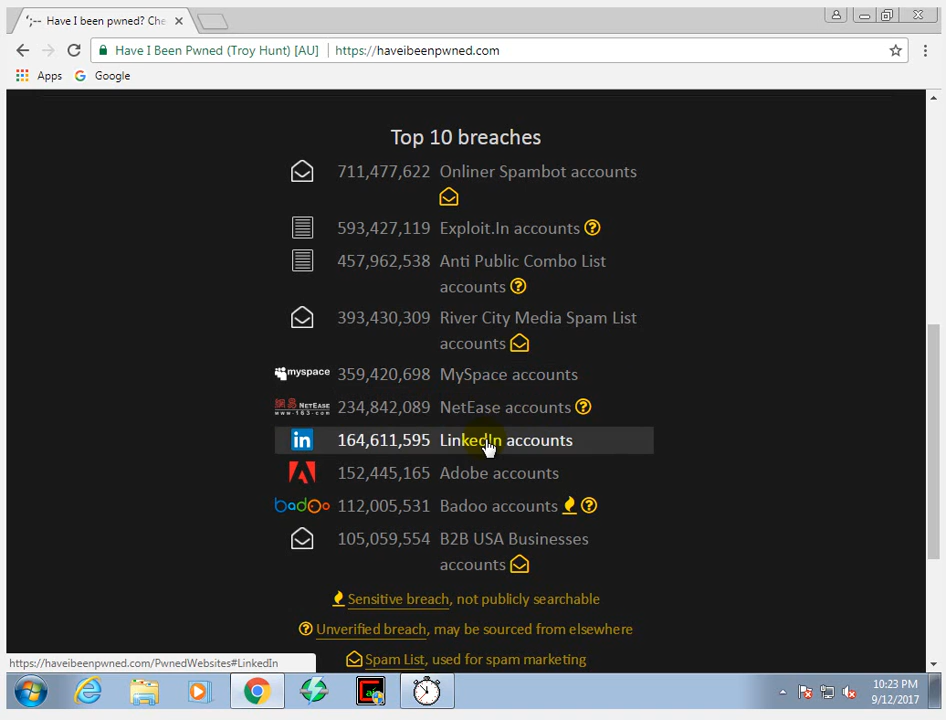 Have I been pwned? Che
Have I Been Pwned (Troy Hunt) [AU] https://haveibeenpwned.com
Apps Google
Top 10 breaches
711,477,622 Onliner Spambot accounts
593,427,119 Exploit.In accounts
457,962,538 Anti Public Combo List
accounts
393,430,309 River City Media Spam List
accounts
myspace 359,420,698 MySpace accounts
NetEase www.163.com 234,842,089 NetEase accounts
in 164,611,595 LinkedIn accounts
152,445,165 Adobe accounts
badoo 112,005,531 Badoo accounts
105,059,554 B2B USA Businesses
accounts
Sensitive breach, not publicly searchable
Unverified breach, may be sourced from elsewhere
Spam List, used for spam marketing
https://haveibeenpwned.com/PwnedWebsites#LinkedIn
10:23 PM
9/12/2017